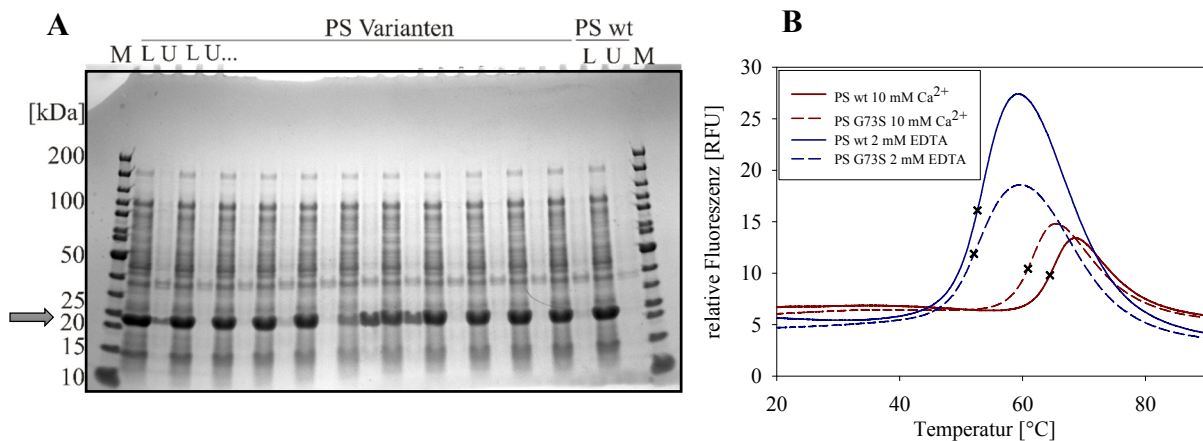 A
PS Varianten
PS wt
M L U L U... L U M
[kDa]
200
100
50
25
20
15
10
B
30
25
20
15
10
5
0
relative Fluoreszenz [RFU]
PS wt 10 mM Ca²⁺
PS G73S 10 mM Ca²⁺
PS wt 2 mM EDTA
PS G73S 2 mM EDTA
20 40 60 80
Temperatur [°C]